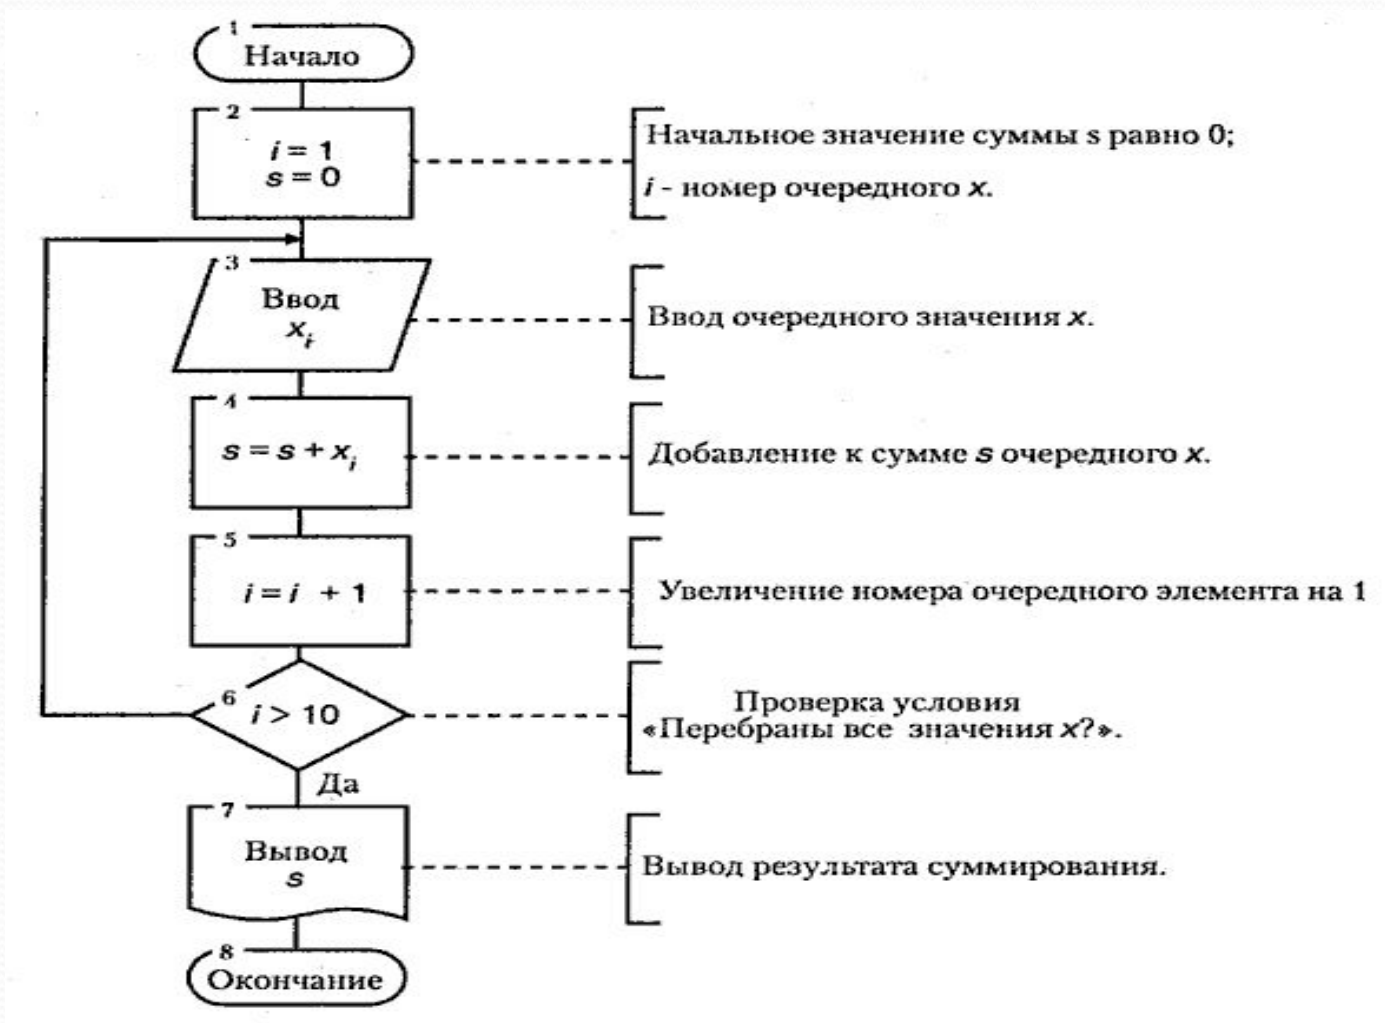 1
Начало
2
i = 1
s = 0
Начальное значение суммы s равно 0;
i - номер очередного x.
3
Ввод
xi
Ввод очередного значения x.
4
s = s + xi
Добавление к сумме s очередного x.
5
i = i + 1
Увеличение номера очередного элемента на 1
6
i > 10
Проверка условия
«Перебраны все значения x?».
Да
7
Вывод
s
Вывод результата суммирования.
8
Окончание